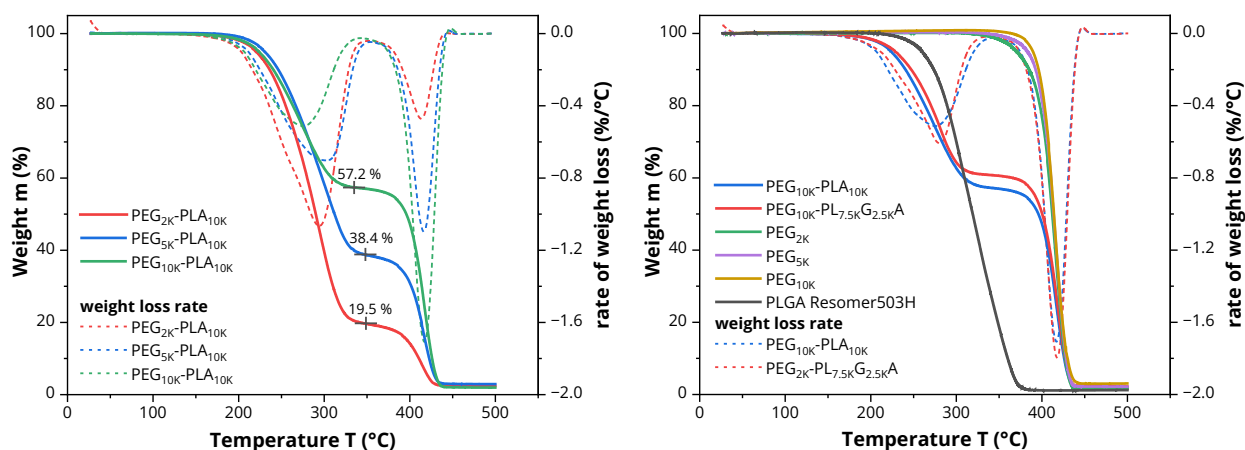 100
80
60
40
20
0
Weight m (%)
0
100
200
300
400
500
Temperature T (°C)
0.0
−0.4
−0.8
−1.2
−1.6
−2.0
rate of weight loss (%/°C)
57.2 %
38.4 %
19.5 %
PEG2K-PLA10K
PEG5K-PLA10K
PEG10K-PLA10K
weight loss rate
PEG2K-PLA10K
PEG5K-PLA10K
PEG10K-PLA10K
100
80
60
40
20
0
Weight m (%)
0
100
200
300
400
500
Temperature T (°C)
0.0
−0.4
−0.8
−1.2
−1.6
−2.0
rate of weight loss (%/°C)
PEG10K-PLA10K
PEG10K-PL7.5KG2.5KA
PEG2K
PEG5K
PEG10K
PLGA Resomer503H
weight loss rate
PEG10K-PLA10K
PEG2K-PL7.5KG2.5KA